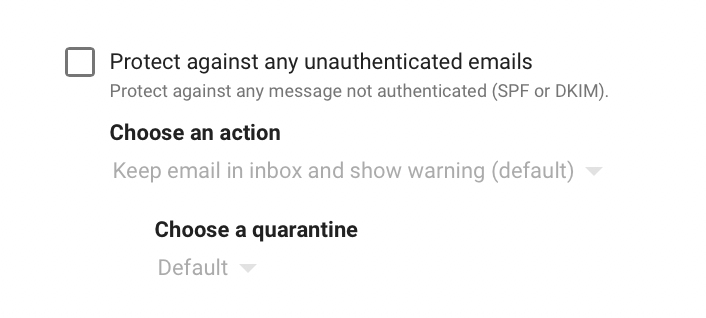 Protect against any unauthenticated emails
Protect against any message not authenticated (SPF or DKIM).
Choose an action
Keep email in inbox and show warning (default)
Choose a quarantine
Default